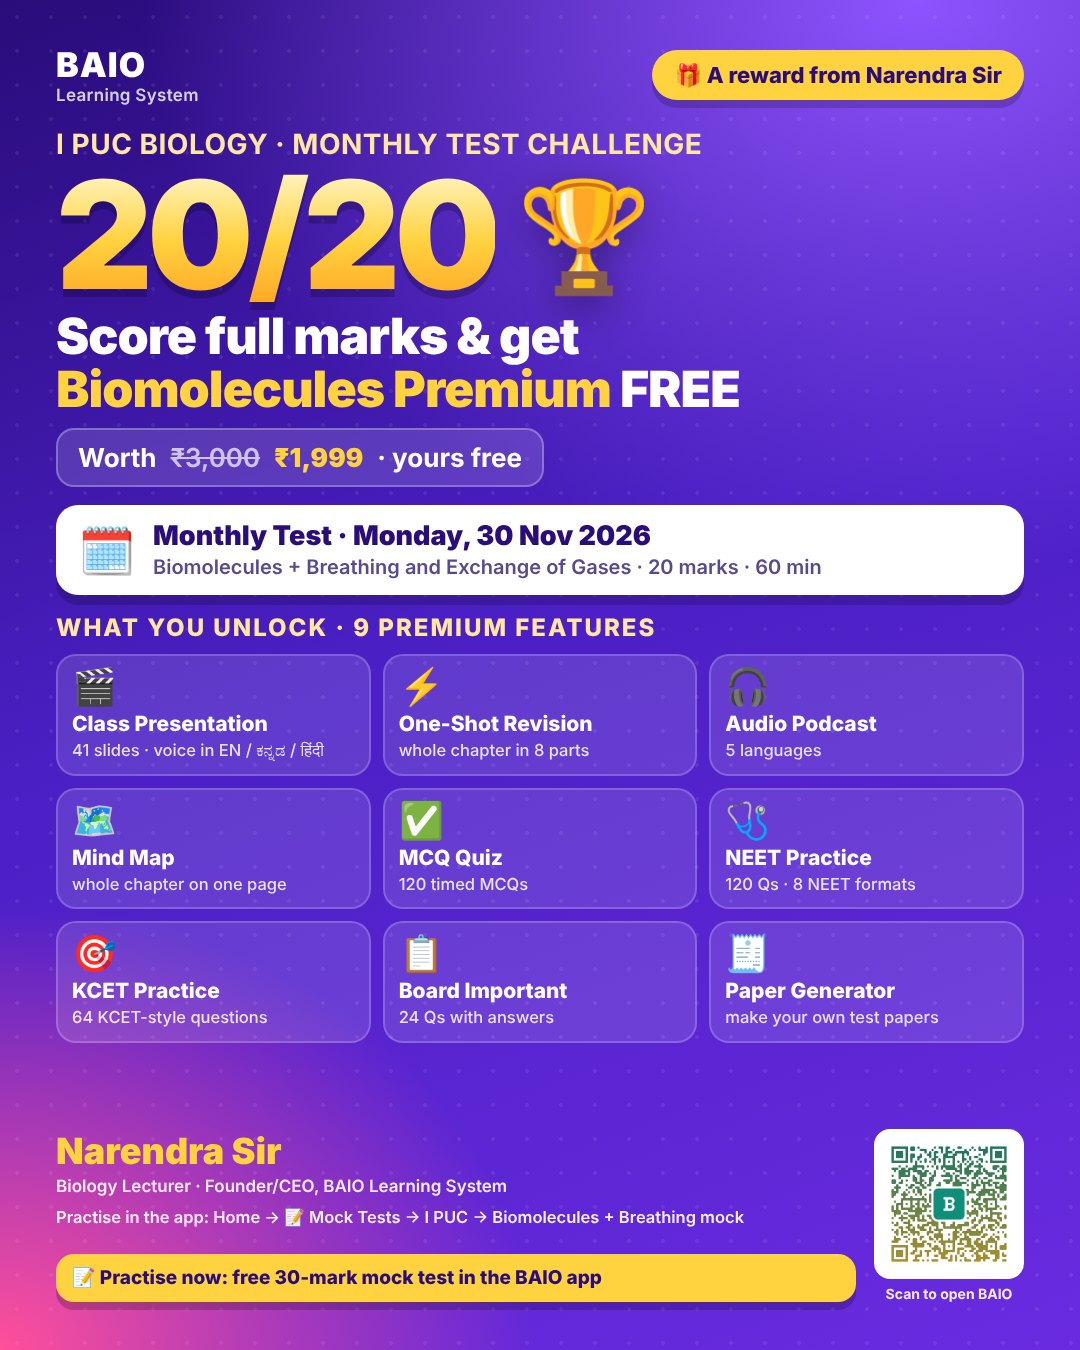 BAIO
Learning System
🎁 A reward from Narendra Sir
I PUC BIOLOGY · MONTHLY TEST CHALLENGE
20/20 🏆
Score full marks & get
Biomolecules Premium FREE
Worth ₹3,000 ₹1,999 · yours free
Monthly Test · Monday, 30 Nov 2026
Biomolecules + Breathing and Exchange of Gases · 20 marks · 60 min
WHAT YOU UNLOCK · 9 PREMIUM FEATURES
Class Presentation
41 slides · voice in EN / ಕನ್ನಡ / हिंदी
One-Shot Revision
whole chapter in 8 parts
Audio Podcast
5 languages
Mind Map
whole chapter on one page
MCQ Quiz
120 timed MCQs
NEET Practice
120 Qs · 8 NEET formats
KCET Practice
64 KCET-style questions
Board Important
24 Qs with answers
Paper Generator
make your own test papers
Narendra Sir
Biology Lecturer · Founder/CEO, BAIO Learning System
Practise in the app: Home → 📝 Mock Tests → I PUC → Biomolecules + Breathing mock
📝 Practise now: free 30-mark mock test in the BAIO app
B
Scan to open BAIO